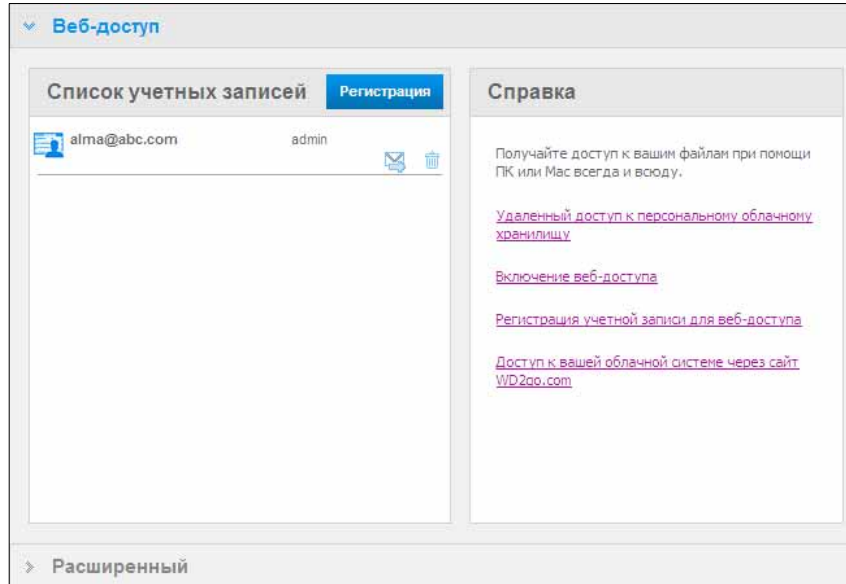 Веб-доступ
Список учетных записей
Регистрация
alma@abc.com
admin
Справка
Получайте доступ к вашим файлам при помощи
ПК или Mac всегда и всюду.
Удаленный доступ к персональному облачному
хранилищу
Включение веб-доступа
Регистрация учетной записи для веб-доступа
Доступ к вашей облачной системе через сайт
WD2go.com
Расширенный